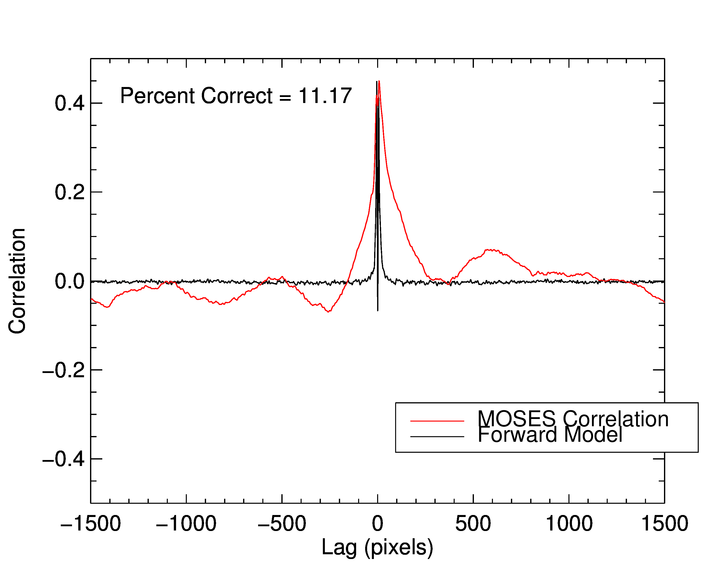 Percent Correct = 11.17
0.4
0.2
0.0
−0.2
−0.4
Correlation
MOSES Correlation
Forward Model
−1500 −1000 −500 0 500 1000 1500
Lag (pixels)